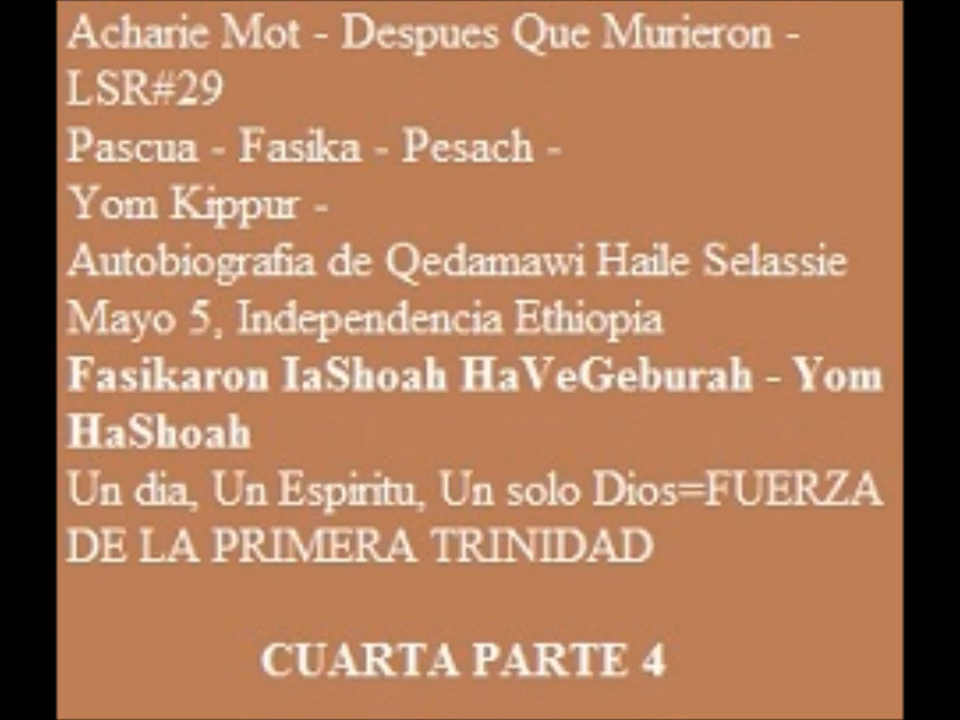 Acharie Mot - Despues Que Murieron -
LSR#29
Pascua - Fasika - Pesach -
Yom Kippur -
Autobiografia de Qedamawi Haile Selassie
Mayo 5, Independencia Ethiopia
Fasikaron IaShoah HaVeGeburah - Yom
HaShoah
Un dia, Un Espiritu, Un solo Dios=FUERZA
DE LA PRIMERA TRINIDAD
CUARTA PARTE 4